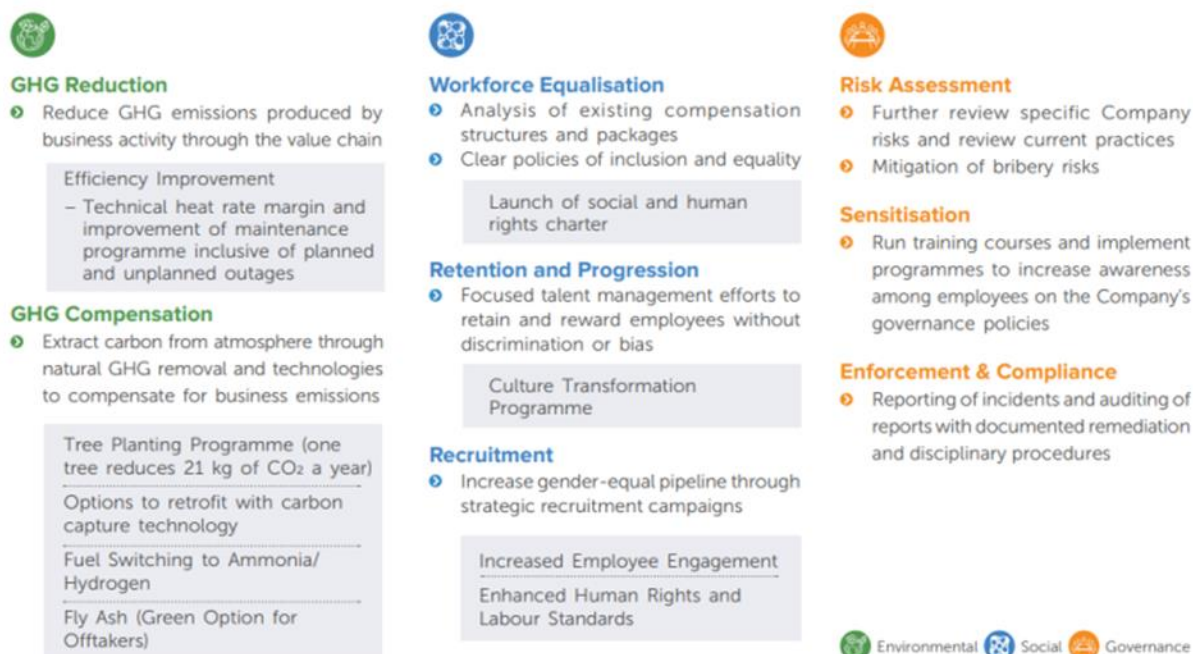 GHG Reduction
Reduce GHG emissions produced by
business activity through the value chain
Efficiency Improvement
– Technical heat rate margin and
improvement of maintenance
programme inclusive of planned
and unplanned outages
GHG Compensation
Extract carbon from atmosphere through
natural GHG removal and technologies
to compensate for business emissions
Tree Planting Programme (one
tree reduces 21 kg of CO₂ a year)
Options to retrofit with carbon
capture technology
Fuel Switching to Ammonia/
Hydrogen
Fly Ash (Green Option for
Offtakers)
Workforce Equalisation
Analysis of existing compensation
structures and packages
Clear policies of inclusion and equality
Launch of social and human
rights charter
Retention and Progression
Focused talent management efforts to
retain and reward employees without
discrimination or bias
Culture Transformation
Programme
Recruitment
Increase gender-equal pipeline through
strategic recruitment campaigns
Increased Employee Engagement
Enhanced Human Rights and
Labour Standards
Risk Assessment
Further review specific Company
risks and review current practices
Mitigation of bribery risks
Sensitisation
Run training courses and implement
programmes to increase awareness
among employees on the Company's
governance policies
Enforcement & Compliance
Reporting of incidents and auditing of
reports with documented remediation
and disciplinary procedures
Environmental Social Governance